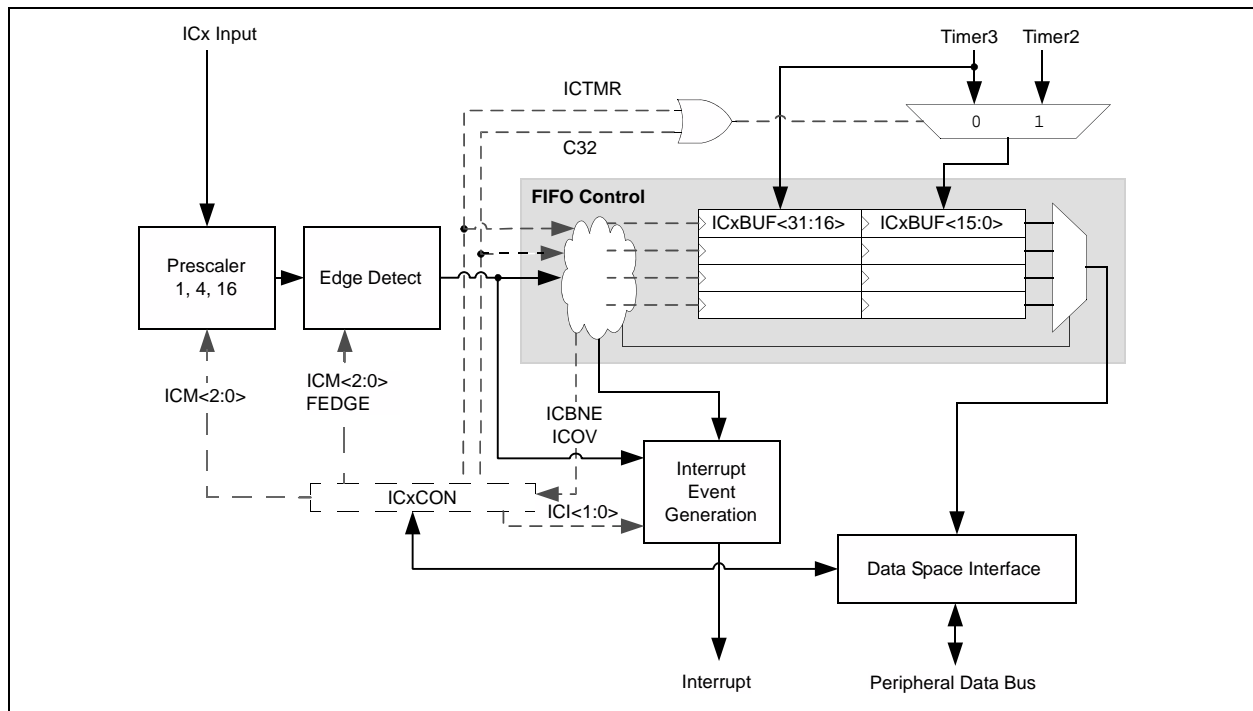 ICx Input
Timer3
Timer2
ICTMR
0
1
C32
FIFO Control
ICxBUF<31:16>
ICxBUF<15:0>
Prescaler
1, 4, 16
Edge Detect
ICM<2:0>
ICM<2:0>
FEDGE
ICBNE
ICOV
Interrupt
Event
Generation
ICxCON
ICI<1:0>
Data Space Interface
Interrupt
Peripheral Data Bus